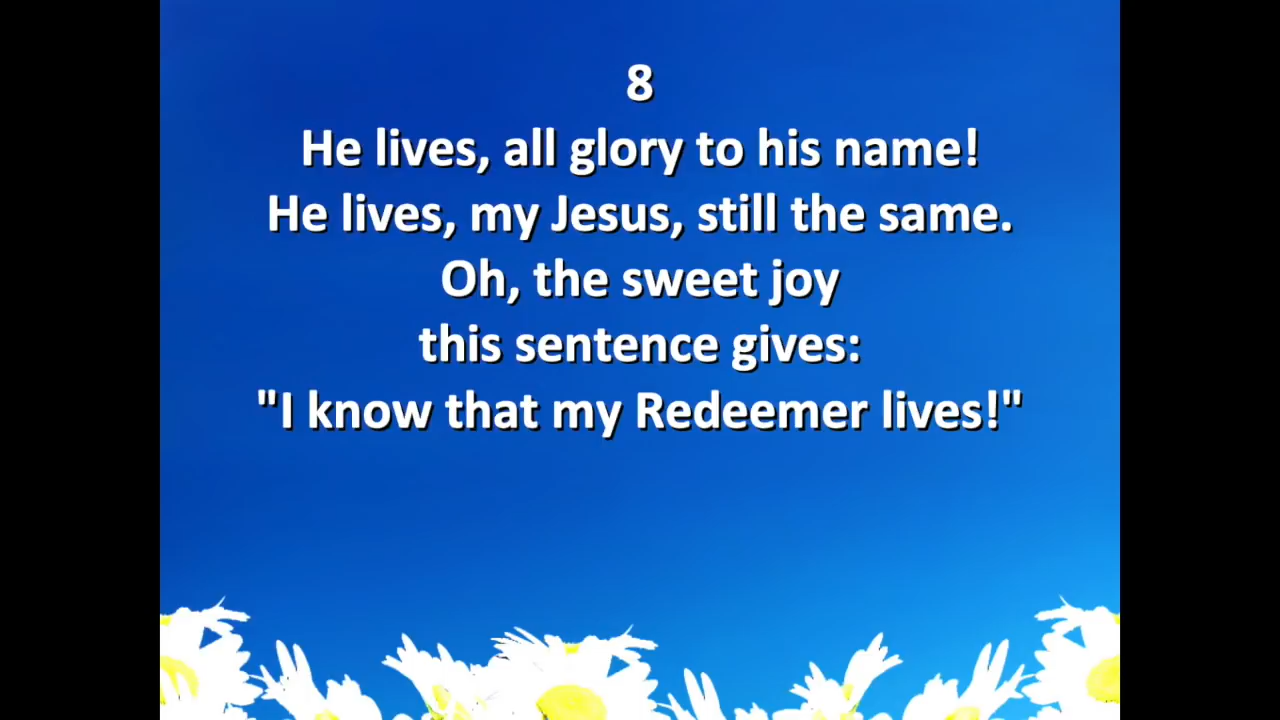 8
He lives, all glory to his name!
He lives, my Jesus, still the same.
Oh, the sweet joy
this sentence gives:
"I know that my Redeemer lives!"